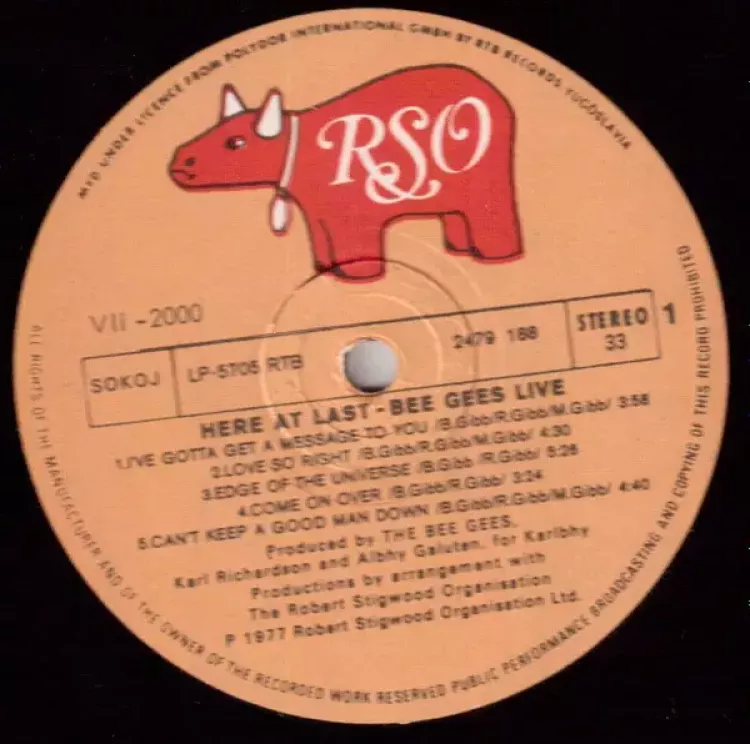 MFD UNDER LICENCE FROM POLYDOR INTERNATIONAL GMBH BY RTB RECORDS YUGOSLAVIA
RSO
VII - 2000
SOKOJ LP-5705 RTB 2479 188 STEREO 33 1
HERE AT LAST - BEE GEES LIVE
1.I'VE GOTTA GET A MESSAGE TO YOU /B.Gibb/R.Gibb/M.Gibb/ 3:58
2.LOVE SO RIGHT /B.Gibb/R.Gibb/M.Gibb/ 4:30
3.EDGE OF THE UNIVERSE /B.Gibb /R.Gibb/ 5:26
4.COME ON OVER /B.Gibb/R.Gibb/ 3:24
5.CAN'T KEEP A GOOD MAN DOWN /B.Gibb/R.Gibb/M.Gibb/ 4:40
Produced by THE BEE GEES,
Karl Richardson and Albhy Galuten, for Karlbhy
Productions by arrangement with
The Robert Stigwood Organisation
P 1977 Robert Stigwood Organisation Ltd.
ALL RIGHTS OF THE MANUFACTURER AND OF THE OWNER OF THE RECORDED WORK RESERVED PUBLIC PERFORMANCE BROADCASTING AND COPYING OF THIS RECORD PROHIBITED